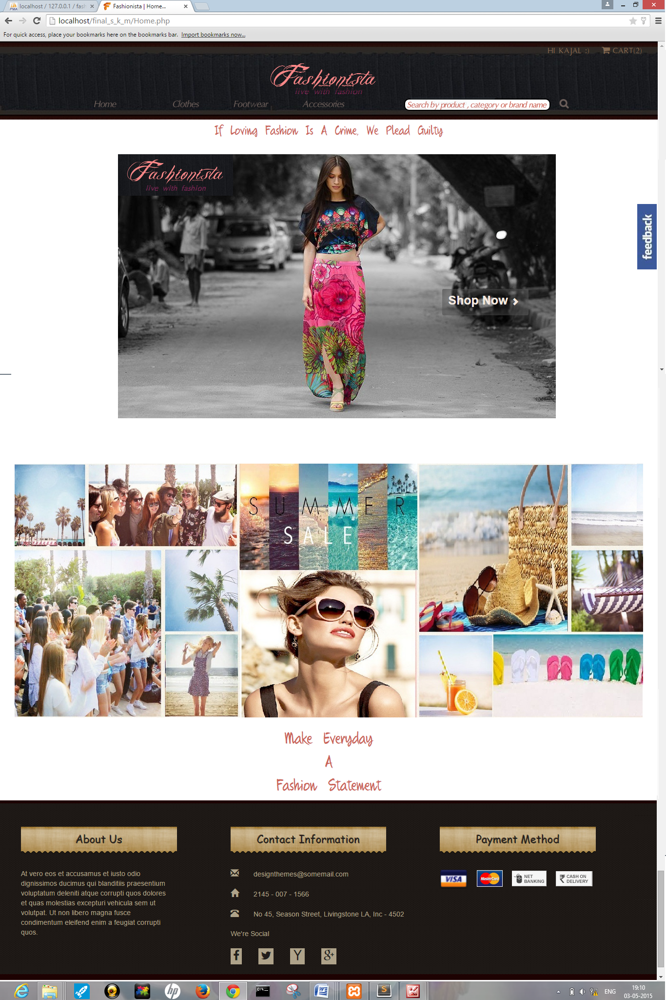 localhost / 127.0.0.1 / fash
Fashionista | Home...
localhost/final_s_k_m/Home.php
For quick access, place your bookmarks here on the bookmarks bar. Import bookmarks now...
HI KAJAL :) CART(2)
Fashionista
live with fashion
Home Clothes Footwear Accessories Search by product , category or brand name
If Loving Fashion Is A Crime, We Plead Guilty
Fashionista
live with fashion
feedback
Shop Now
SUMMER
SALE
Make Everyday
A
Fashion Statement
About Us
At vero eos et accusamus et iusto odio
dignissimos ducimus qui blanditiis praesentium
voluptatum deleniti atque corrupti quos dolores
et quas molestias excepturi vehicula sem ut
volutpat. Ut non libero magna fusce
condimentum eleifend enim a feugiat corrupti
quos.
Contact Information
designthemes@somemail.com
2145 - 007 - 1566
No 45, Season Street, Livingstone LA, Inc - 4502
We're Social
Payment Method
VISA
MasterCard
NET
BANKING
CASH ON
DELIVERY
ENG
19:10
03-05-2015